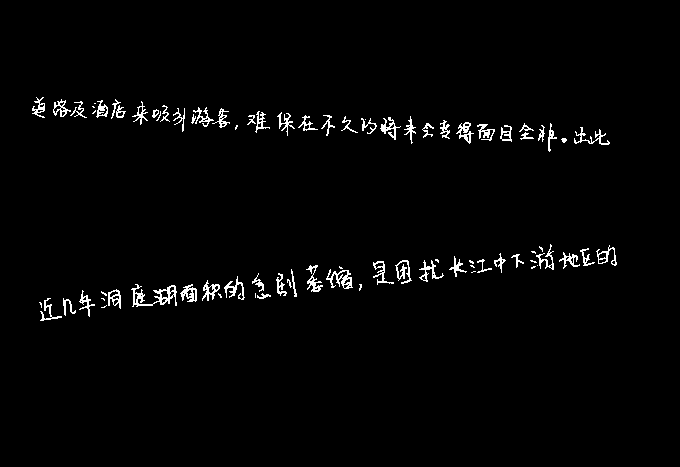 道路及酒店来吸引游客，难保在不久的将来会变得面目全非。出此
近几年洞庭湖面积的急剧萎缩，是困扰长江中下游地区的